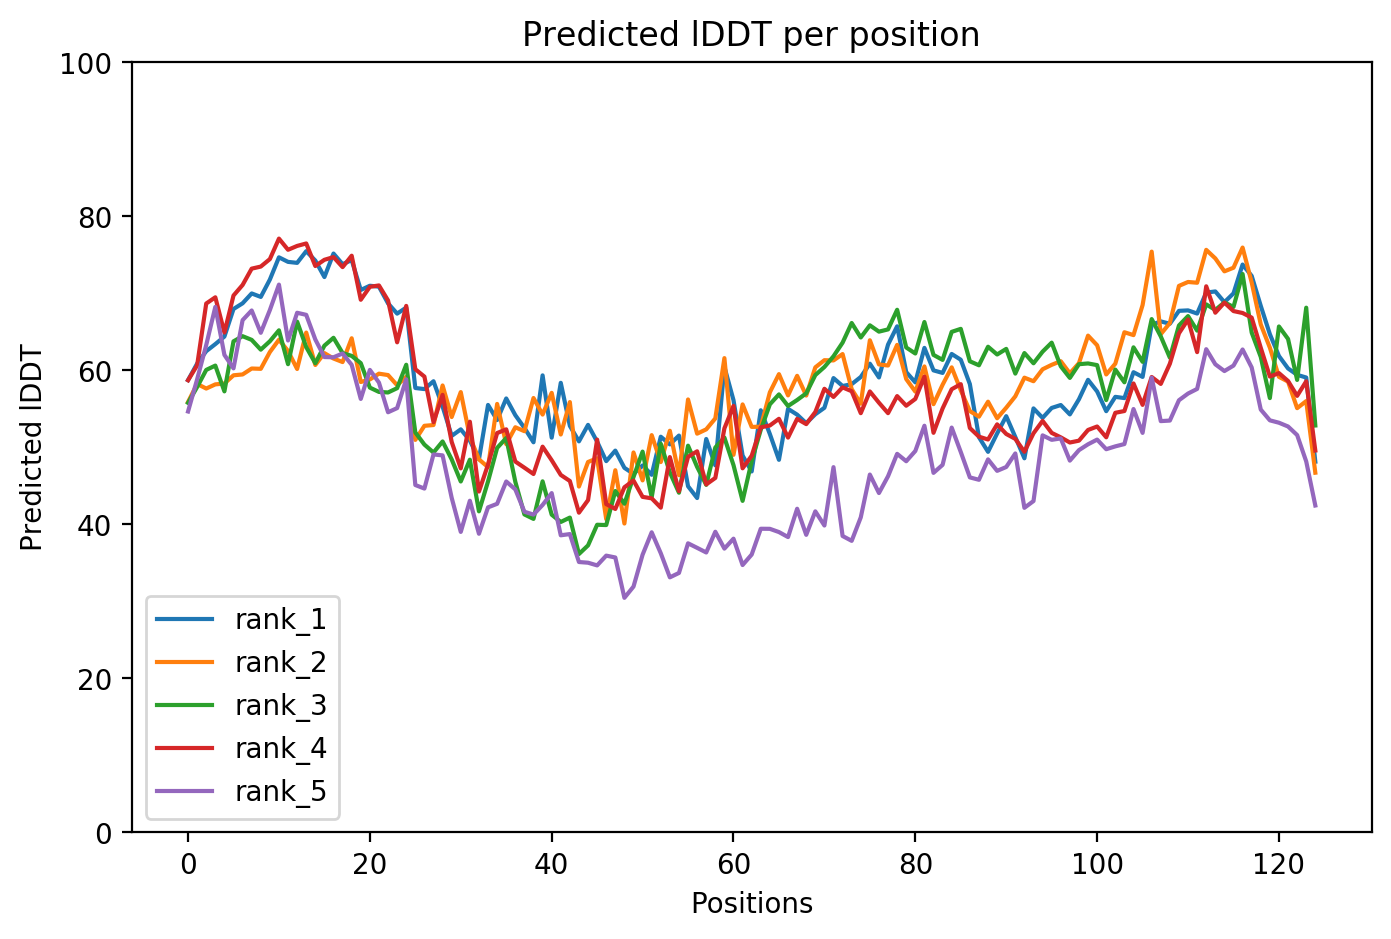 Predicted lDDT per position
100
80
60
40
20
0
Predicted lDDT
rank_1
rank_2
rank_3
rank_4
rank_5
0 20 40 60 80 100 120
Positions